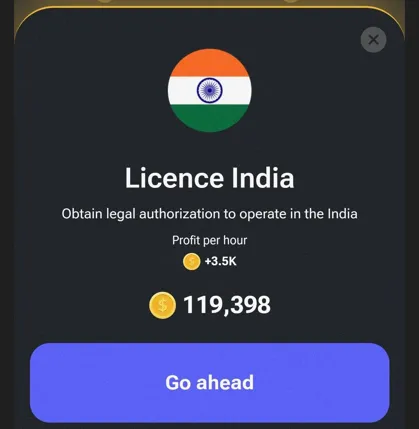 Licence India
Obtain legal authorization to operate in the India
Profit per hour
+3.5K
119,398
Go ahead